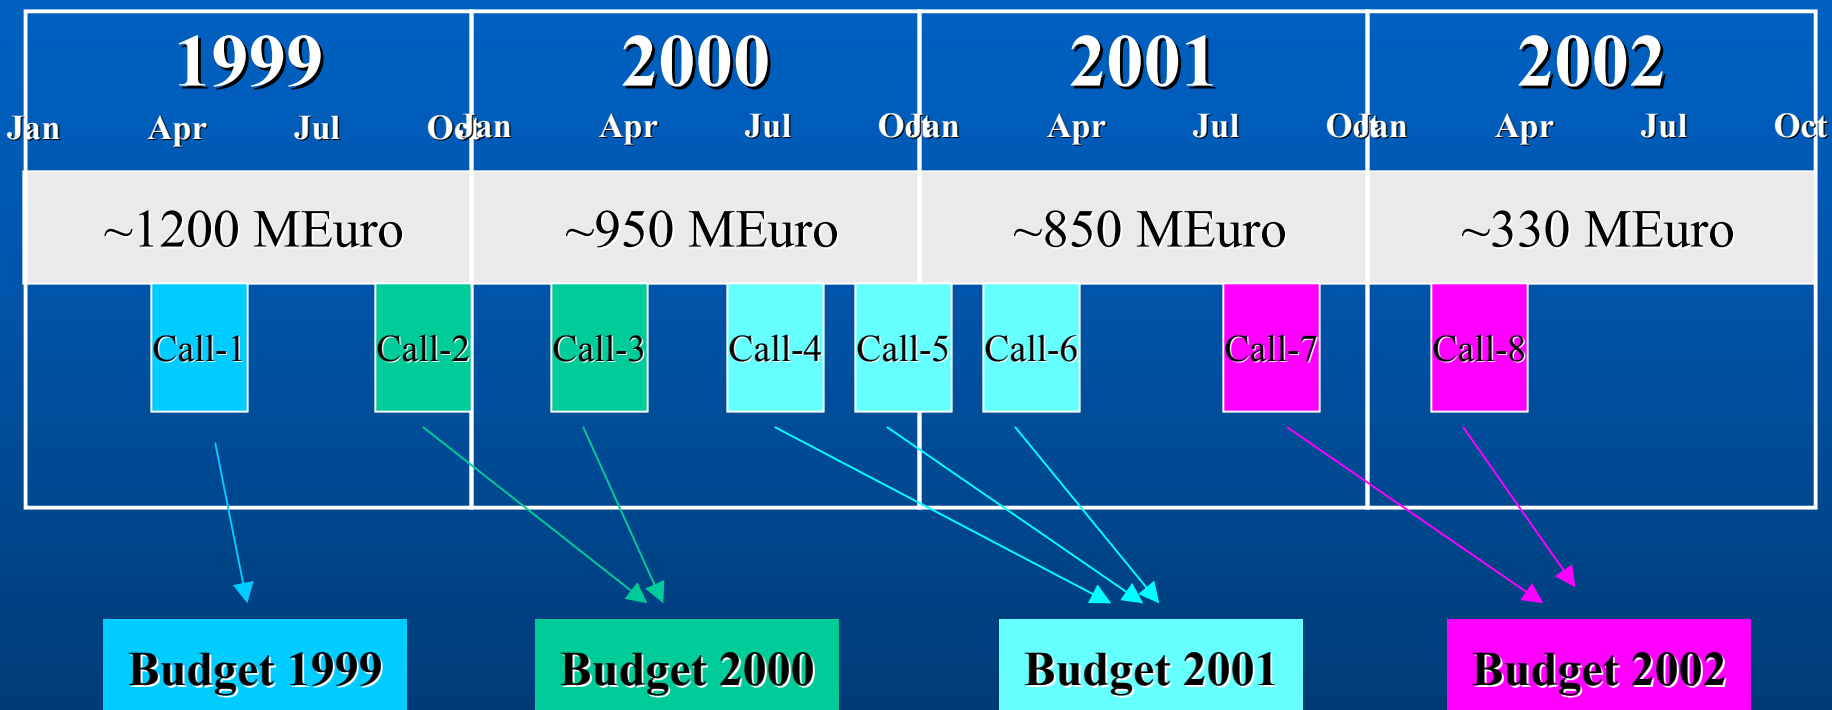 1999 2000 2001 2002
Jan Apr Jul Oct Jan Apr Jul Oct Jan Apr Jul Oct Jan Apr Jul Oct
~1200 MEuro ~950 MEuro ~850 MEuro ~330 MEuro
Call-1 Call-2 Call-3 Call-4 Call-5 Call-6 Call-7 Call-8
Budget 1999 Budget 2000 Budget 2001 Budget 2002